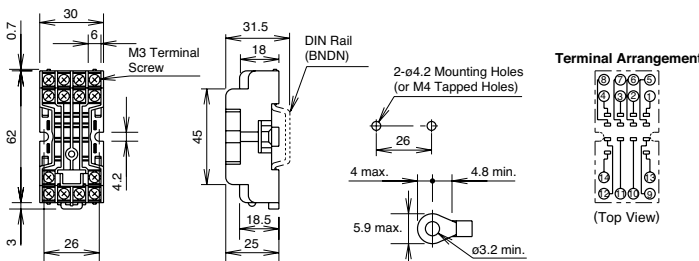 30
0.7
6
M3 Terminal
Screw
62
4.2
3
26
31.5
18
DIN Rail
(BNDN)
45
18.5
25
2-ø4.2 Mounting Holes
(or M4 Tapped Holes)
26
4 max.
4.8 min.
5.9 max.
ø3.2 min.
Terminal Arrangement
8 7 6 5
4 3 2 1
14 13
12 11 10 9
(Top View)